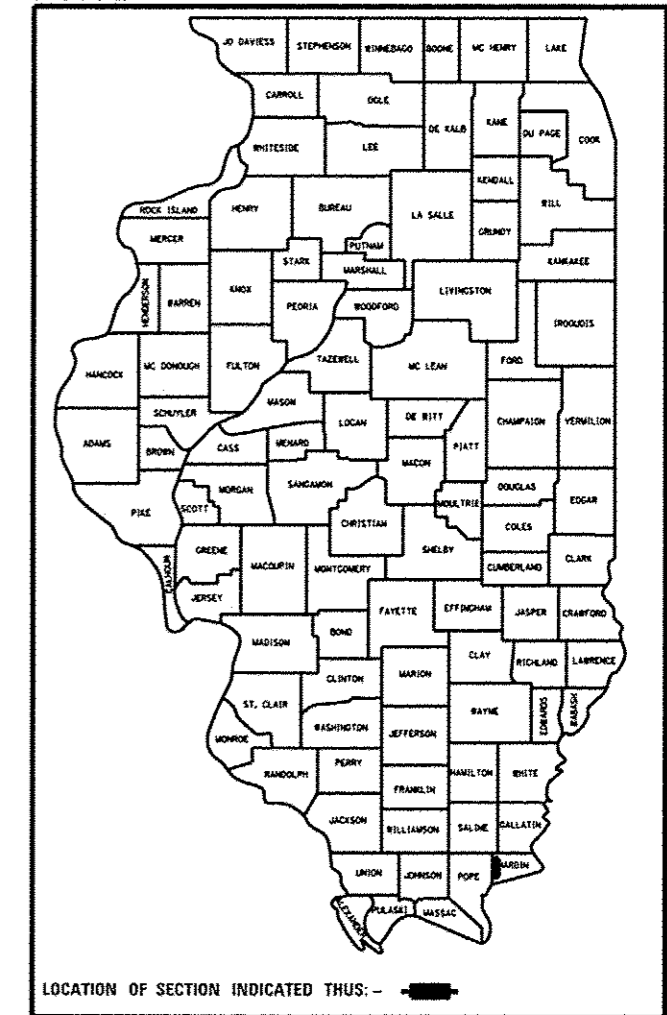 JO DAVIESS STEPHENSON WINNEBAGO BOONE MC HENRY LAKE
CARROLL OGLE DE KALB KANE DU PAGE COOK
WHITESIDE LEE KENDALL WILL
ROCK ISLAND HENRY BUREAU LA SALLE GRUNDY
MERCER PUTNAM KANKAKEE
STARK MARSHALL
HENDERSON WARREN KNOX PEORIA WOODFORD LIVINGSTON IROQUOIS
HANCOCK MC DONOUGH FULTON TAZEWELL MC LEAN FORD
SCHUYLER MASON LOGAN DE WITT CHAMPAIGN VERMILION
ADAMS BROWN CASS MENARD MACON PIATT
PIKE SCOTT MORGAN SANGAMON MOULTRIE DOUGLAS EDGAR
CHRISTIAN COLES
CALHOUN GREENE MACOUPIN MONTGOMERY SHELBY CUMBERLAND CLARK
JERSEY FAYETTE EFFINGHAM JASPER CRAWFORD
MADISON BOND CLAY RICHLAND LAWRENCE
CLINTON MARION
ST. CLAIR WASHINGTON JEFFERSON WAYNE EDWARDS WABASH
MONROE
RANDOLPH PERRY HAMILTON WHITE
FRANKLIN
JACKSON WILLIAMSON SALINE GALLATIN
UNION JOHNSON POPE HARDIN
ALEXANDER PULASKI MASSAC
LOCATION OF SECTION INDICATED THUS: -